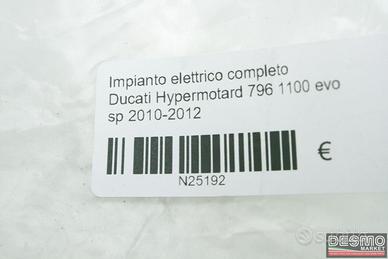 Impianto elettrico completo
Ducati Hypermotard 796 1100 evo
sp 2010-2012
€
N25192
DESMO
MARKET